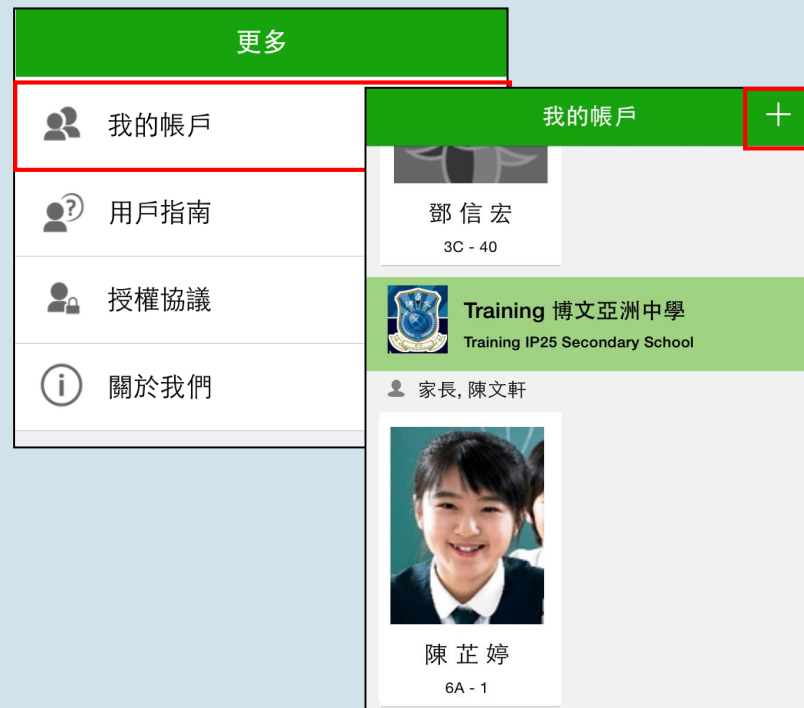 更多
我的帳戶
用戶指南
授權協議
關於我們
我的帳戶
鄧信宏
3C - 40
Training 博文亞洲中學
Training IP25 Secondary School
家長, 陳文軒
陳芷婷
6A - 1